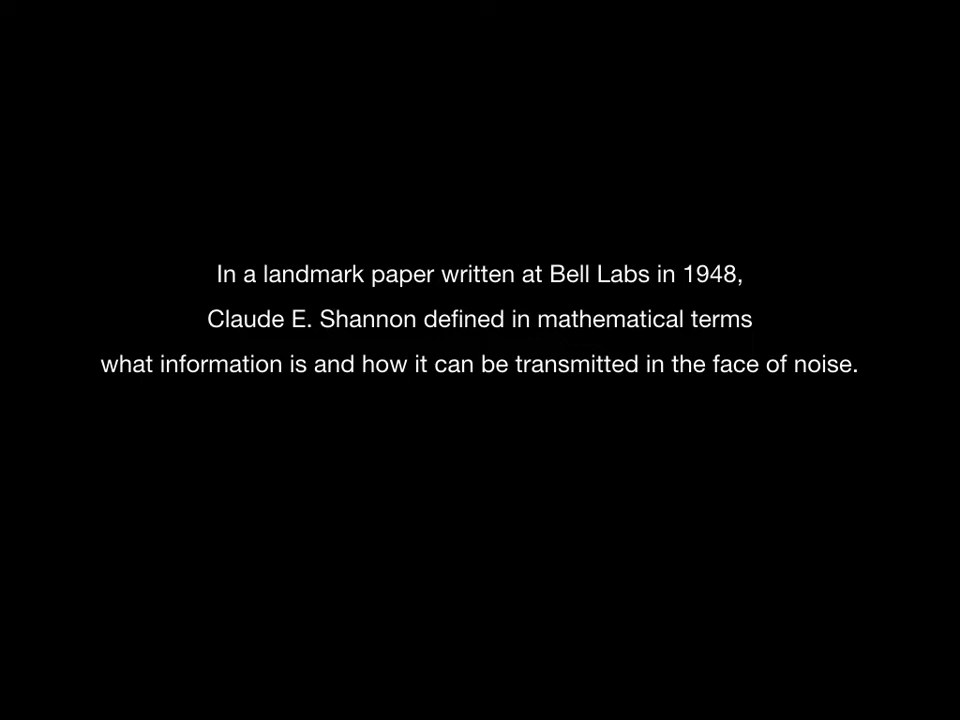 In a landmark paper written at Bell Labs in 1948,
Claude E. Shannon defined in mathematical terms
what information is and how it can be transmitted in the face of noise.